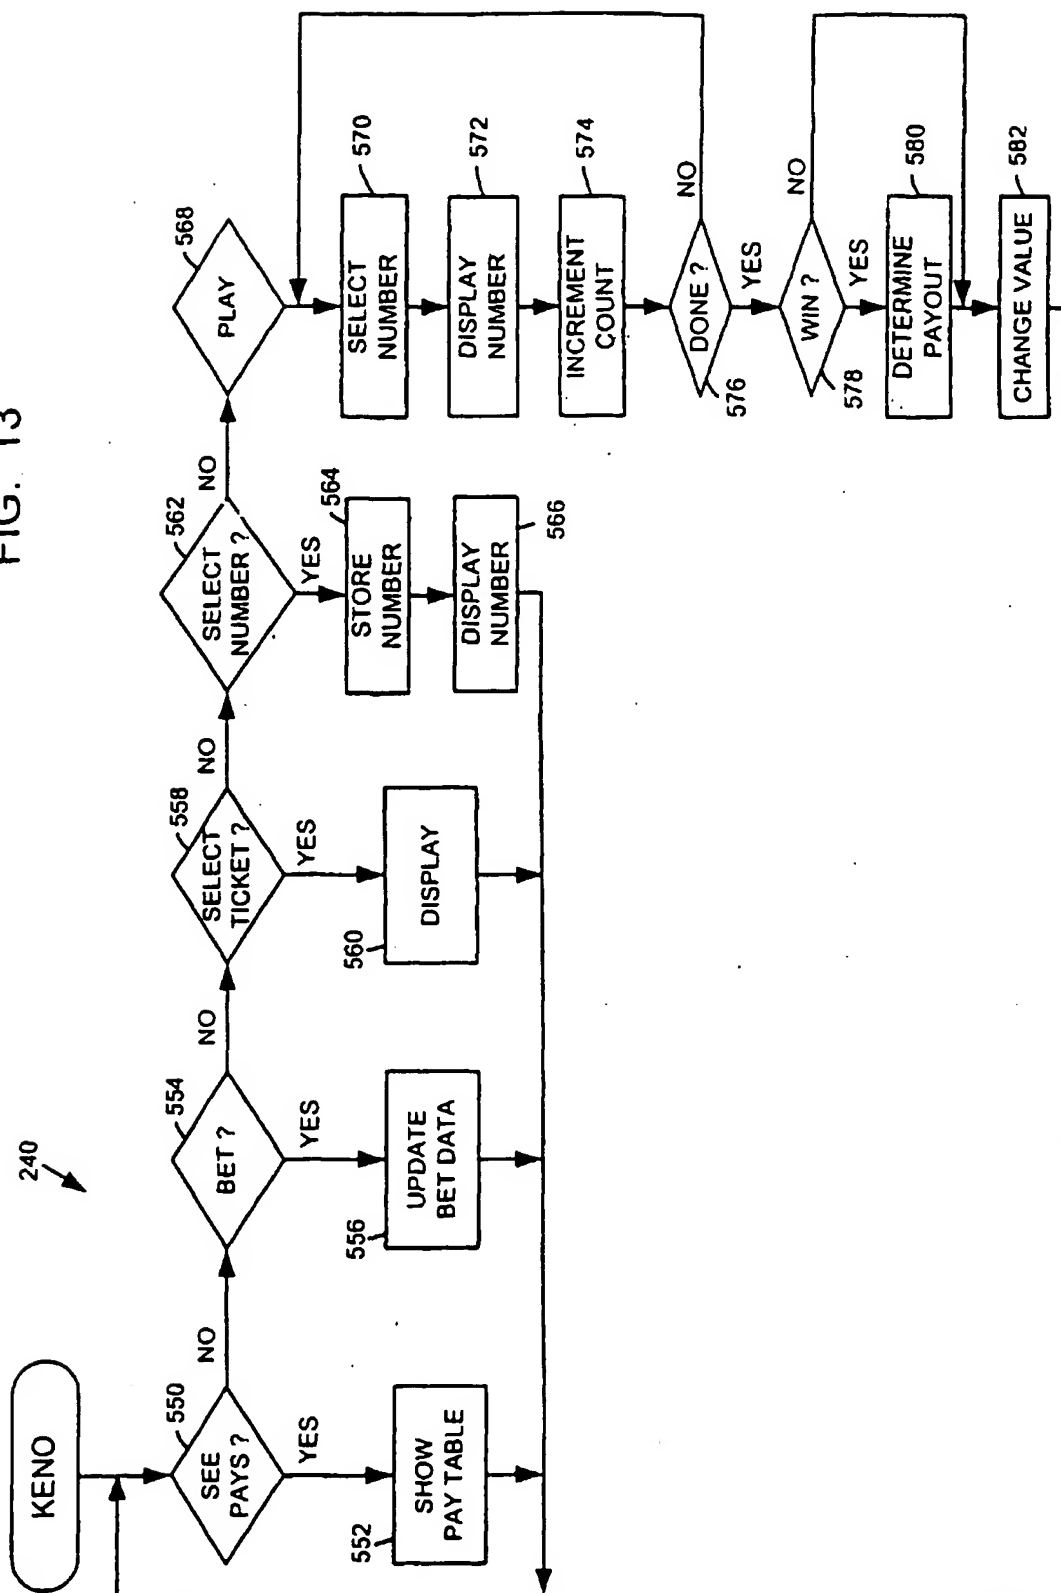 FIG. 13
240
KENO
550
SEE
PAYS ?
NO
YES
552
SHOW
PAY TABLE
554
BET ?
NO
YES
556
UPDATE
BET DATA
558
SELECT
TICKET ?
NO
YES
560
DISPLAY
562
SELECT
NUMBER ?
NO
YES
564
STORE
NUMBER
566
DISPLAY
NUMBER
568
PLAY
570
SELECT
NUMBER
572
DISPLAY
NUMBER
574
INCREMENT
COUNT
576
DONE ?
NO
YES
578
WIN ?
NO
YES
580
DETERMINE
PAYOUT
582
CHANGE VALUE